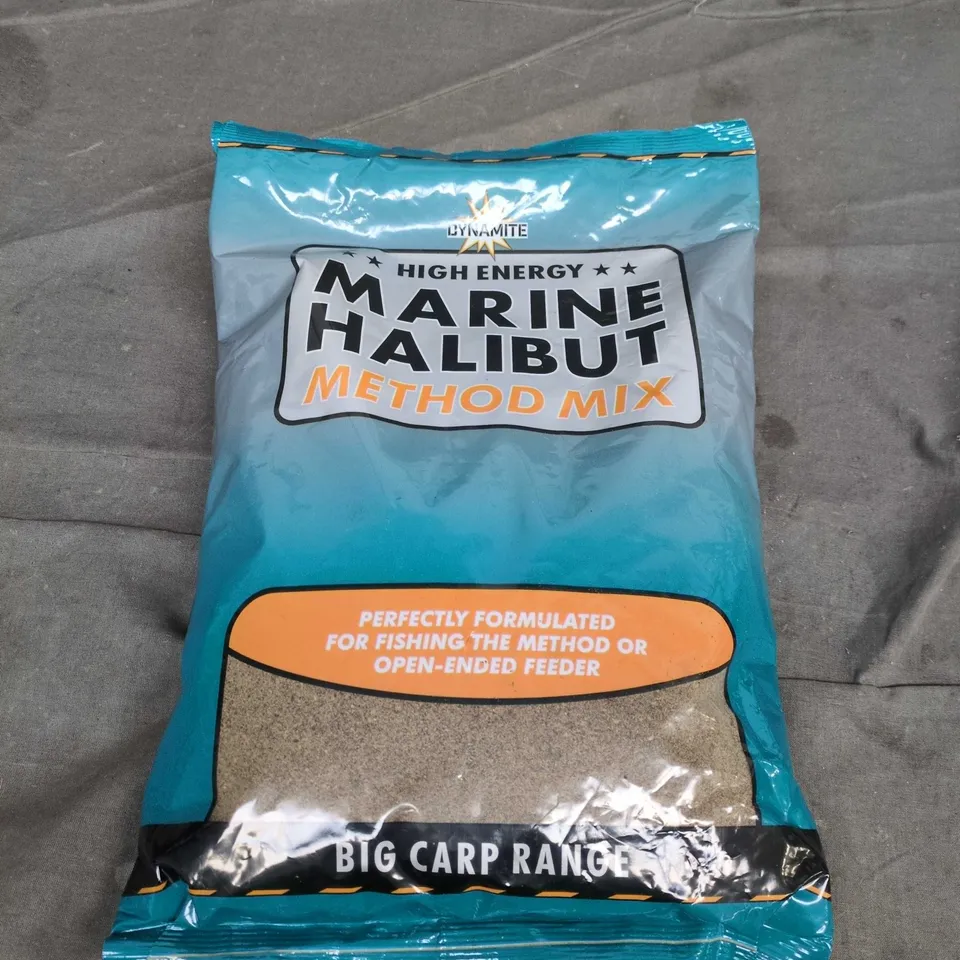 DYNAMITE
HIGH ENERGY
MARINE
HALIBUT
METHOD MIX
PERFECTLY FORMULATED
FOR FISHING THE METHOD OR
OPEN-ENDED FEEDER
BIG CARP RANGE